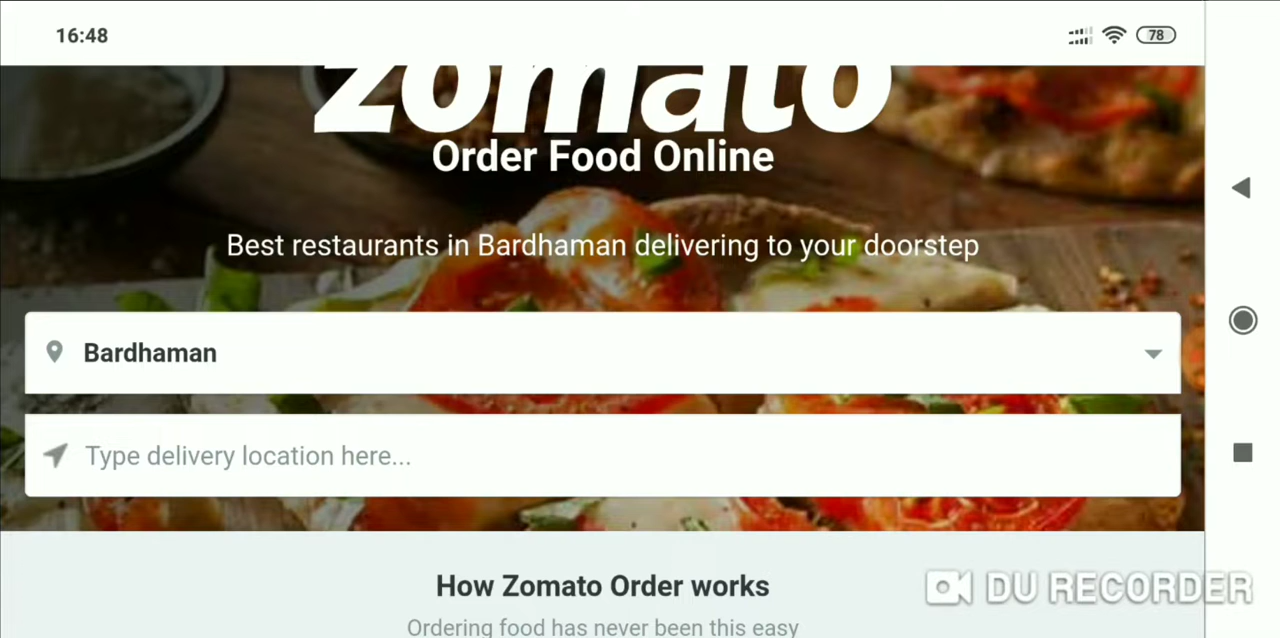 16:48
78
zomato
Order Food Online
Best restaurants in Bardhaman delivering to your doorstep
Bardhaman
Type delivery location here...
How Zomato Order works
Ordering food has never been this easy
DU RECORDER